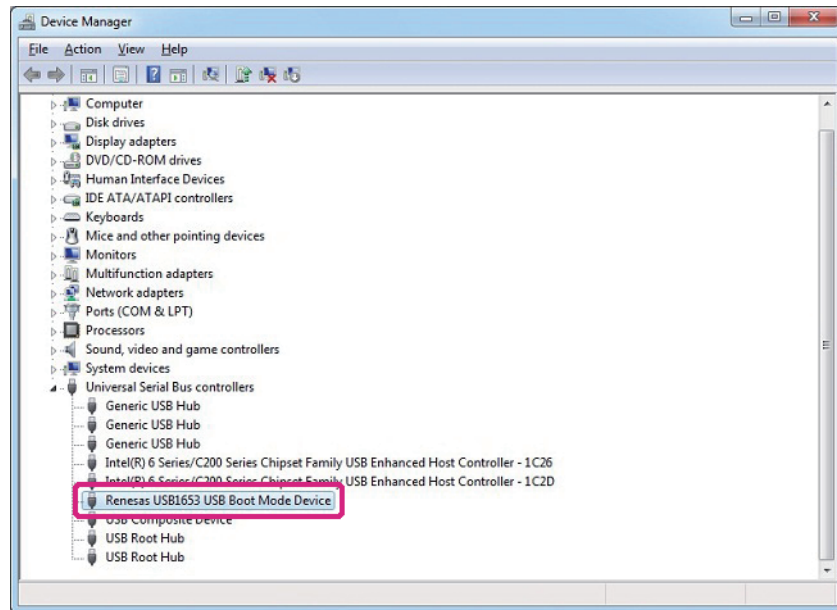 Device Manager
File Action View Help
Computer
Disk drives
Display adapters
DVD/CD-ROM drives
Human Interface Devices
IDE ATA/ATAPI controllers
Keyboards
Mice and other pointing devices
Monitors
Multifunction adapters
Network adapters
Ports (COM & LPT)
Processors
Sound, video and game controllers
System devices
Universal Serial Bus controllers
Generic USB Hub
Generic USB Hub
Generic USB Hub
Intel(R) 6 Series/C200 Series Chipset Family USB Enhanced Host Controller - 1C26
Intel(R) 6 Series/C200 Series Chipset Family USB Enhanced Host Controller - 1C2D
Renesas USB1653 USB Boot Mode Device
USB Composite Device
USB Root Hub
USB Root Hub